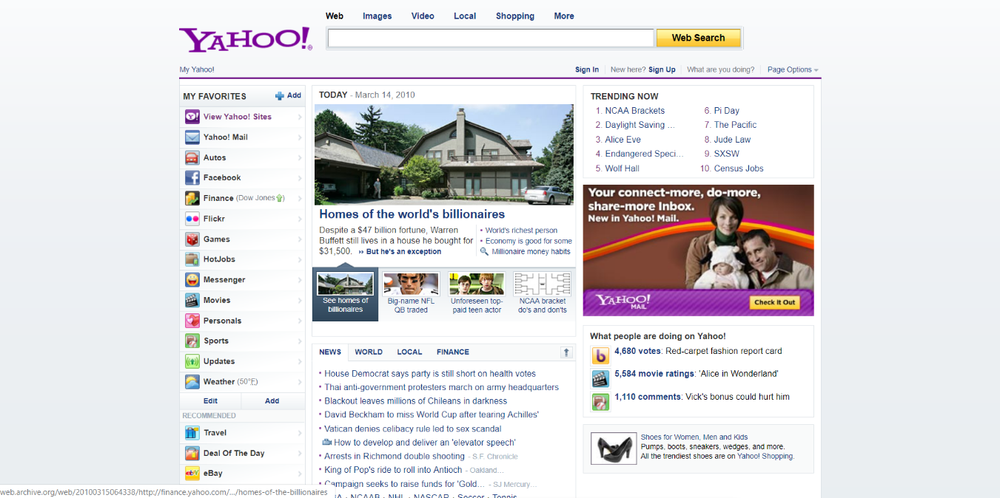 Web Images Video Local Shopping More
YAHOO!®
Web Search
My Yahoo!
Sign In New here? Sign Up What are you doing? Page Options
MY FAVORITES Add
View Yahoo! Sites
Yahoo! Mail
Autos
Facebook
Finance (Dow Jones)
Flickr
Games
HotJobs
Messenger
Movies
Personals
Sports
Updates
Weather (50°F)
Edit Add
RECOMMENDED
Travel
Deal Of The Day
eBay
TODAY - March 14, 2010
Homes of the world's billionaires
Despite a $47 billion fortune, Warren
Buffett still lives in a house he bought for
$31,500. » But he's an exception
• World's richest person
• Economy is good for some
Millionaire money habits
See homes of
billionaires
Big-name NFL
QB traded
Unforeseen top-
paid teen actor
NCAA bracket
do's and don'ts
NEWS WORLD LOCAL FINANCE
• House Democrat says party is still short on health votes
• Thai anti-government protesters march on army headquarters
• Blackout leaves millions of Chileans in darkness
• David Beckham to miss World Cup after tearing Achilles'
• Vatican denies celibacy rule led to sex scandal
How to develop and deliver an 'elevator speech'
• Arrests in Richmond double shooting - S.F. Chronicle
• King of Pop's ride to roll into Antioch - Oakland...
• Campaign seeks to raise funds for 'Gold... - SJ Mercury...
NCAAB • NHL • NASCAR • Soccer • Tennis
TRENDING NOW
1. NCAA Brackets
2. Daylight Saving ...
3. Alice Eve
4. Endangered Speci...
5. Wolf Hall
6. Pi Day
7. The Pacific
8. Jude Law
9. SXSW
10. Census Jobs
Your connect-more, do-more,
share-more Inbox.
New in Yahoo! Mail.
YAHOO!
MAIL
Check It Out
What people are doing on Yahoo!
4,680 votes: Red-carpet fashion report card
5,584 movie ratings: 'Alice in Wonderland'
1,110 comments: Vick's bonus could hurt him
Shoes for Women, Men and Kids
Pumps, boots, sneakers, wedges, and more.
All the trendiest shoes are on Yahoo! Shopping.
web.archive.org/web/20100315064338/http://finance.yahoo.com/.../homes-of-the-billionaires